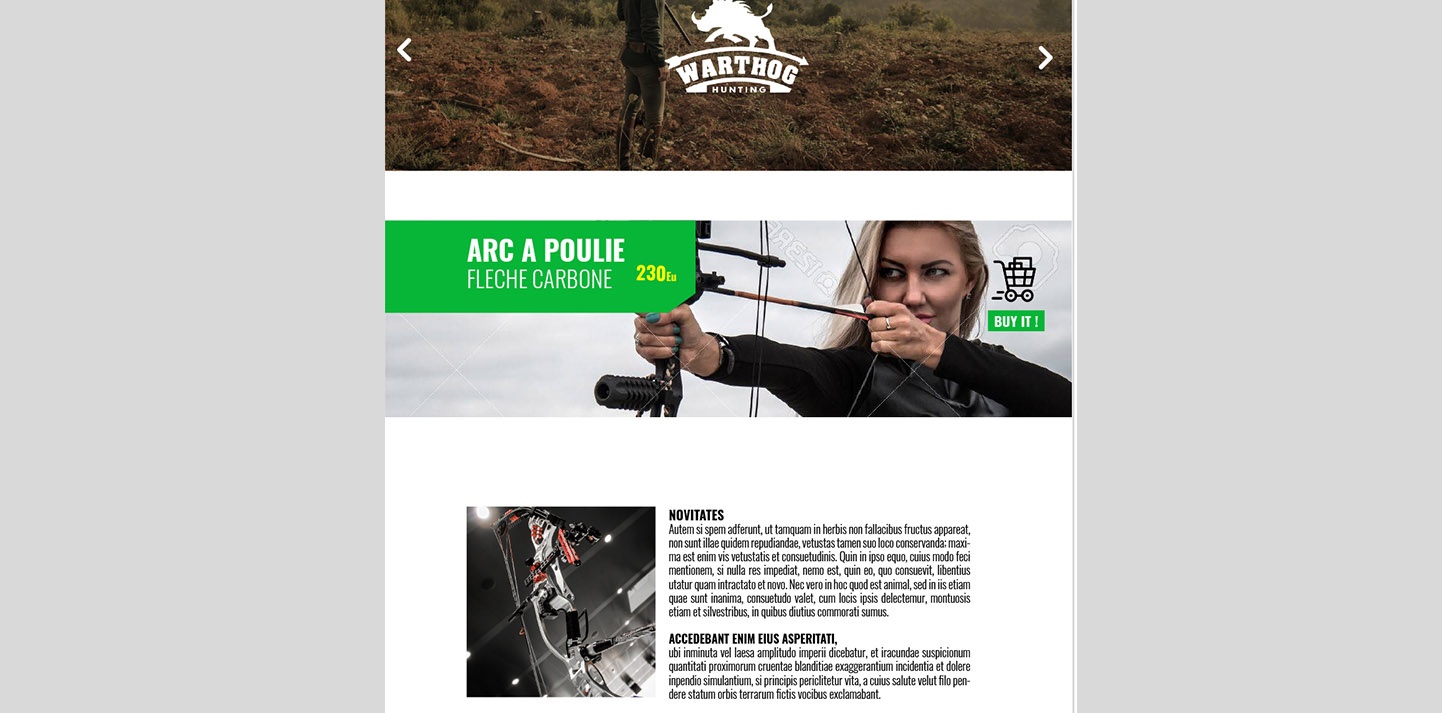 WARTHOG
HUNTING
ARC A POULIE
FLECHE CARBONE
230Eu
BUY IT !
NOVITATES
Autem si spem adferunt, ut tamquam in herbis non fallacibus fructus appareat,
non sunt illae quidem repudiandae, vetustas tamen suo loco conservanda; maxi-
ma est enim vis vetustatis et consuetudinis. Quin in ipso equo, cuius modo feci
mentionem, si nulla res impediat, nemo est, quin eo, quo consuevit, libentius
utatur quam intractato et novo. Nec vero in hoc quod est animal, sed in iis etiam
quae sunt inanima, consuetudo valet, cum locis ipsis delectemur, montuosis
etiam et silvestribus, in quibus diutius commorati sumus.
ACCEDEBANT ENIM EIUS ASPERITATI,
ubi inminuta vel laesa amplitudo imperii dicebatur, et iracundae suspicionum
quantitati proximorum cruentae blanditiae exaggerantium incidentia et dolere
inpendio simulantium, si principis periclitetur vita, a cuius salute velut filo pen-
dere statum orbis terrarum fictis vocibus exclamabant.